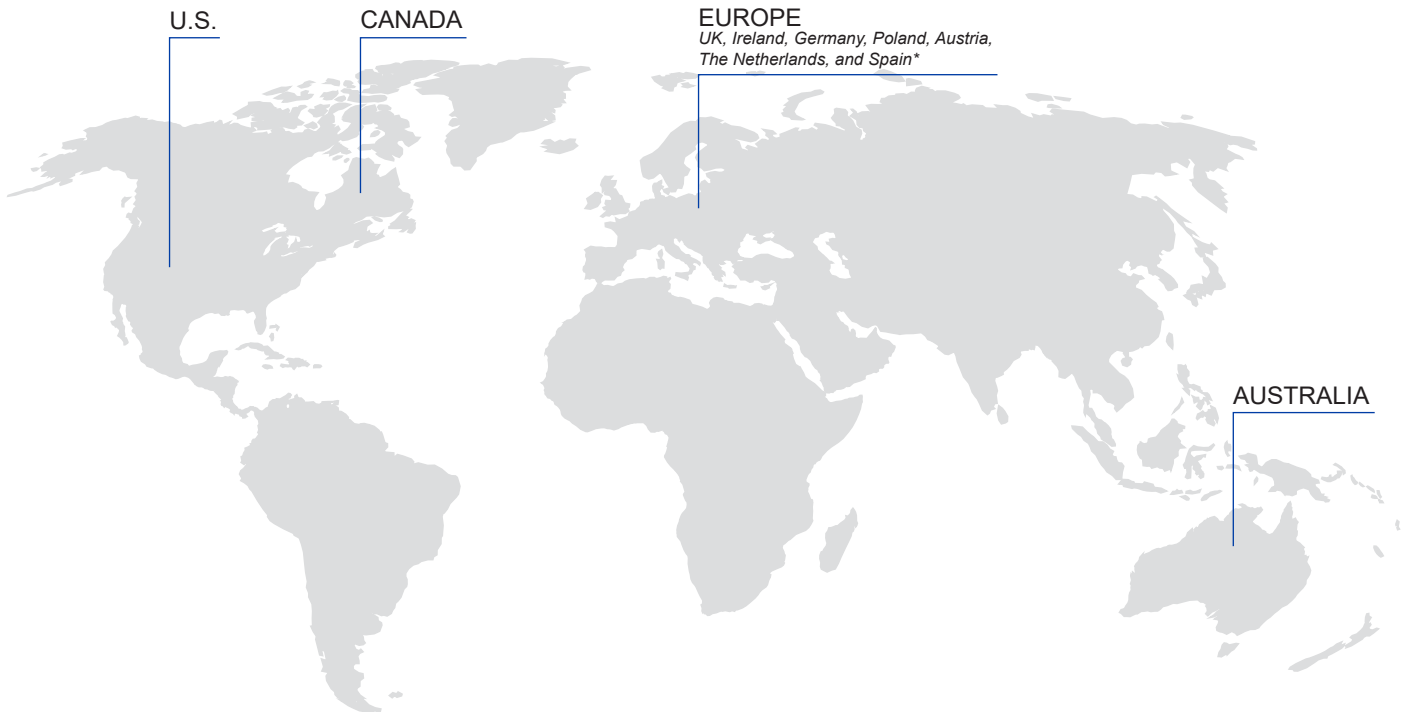 U.S.
CANADA
EUROPE
UK, Ireland, Germany, Poland, Austria,
The Netherlands, and Spain*
AUSTRALIA